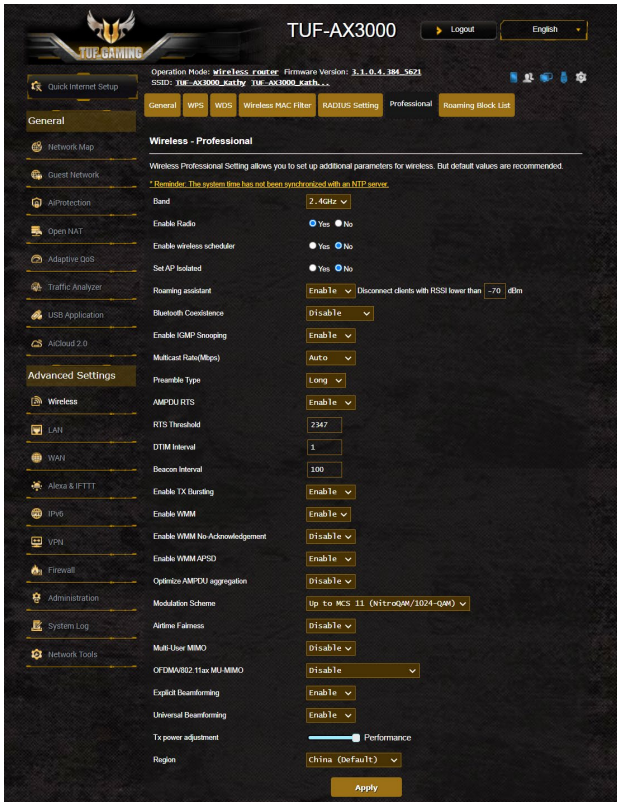 TUF GAMING
TUF-AX3000
Logout
English
Quick Internet Setup
Operation Mode: Wireless router Firmware Version: 3.1.0.4.384_5621
SSID: TUF-AX3000_Kathy TUF-AX3000_Kath...
General WPS WDS Wireless MAC Filter RADIUS Setting Professional Roaming Block List
General
Network Map
Guest Network
AiProtection
Open NAT
Adaptive QoS
Traffic Analyzer
USB Application
AiCloud 2.0
Advanced Settings
Wireless
LAN
WAN
Alexa & IFTTT
IPv6
VPN
Firewall
Administration
System Log
Network Tools
Wireless - Professional
Wireless Professional Setting allows you to set up additional parameters for wireless. But default values are recommended.
* Reminder: The system time has not been synchronized with an NTP server.
Band 2.4GHz
Enable Radio Yes No
Enable wireless scheduler Yes No
Set AP Isolated Yes No
Roaming assistant Enable Disconnect clients with RSSI lower than -70 dBm
Bluetooth Coexistence Disable
Enable IGMP Snooping Enable
Multicast Rate(Mbps) Auto
Preamble Type Long
AMPDU RTS Enable
RTS Threshold 2347
DTIM Interval 1
Beacon Interval 100
Enable TX Bursting Enable
Enable WMM Enable
Enable WMM No-Acknowledgement Disable
Enable WMM APSD Enable
Optimize AMPDU aggregation Disable
Modulation Scheme Up to MCS 11 (NitroQAM/1024-QAM)
Airtime Fairness Disable
Multi-User MIMO Disable
OFDMA/802.11ax MU-MIMO Disable
Explicit Beamforming Enable
Universal Beamforming Enable
Tx power adjustment Performance
Region China (Default)
Apply